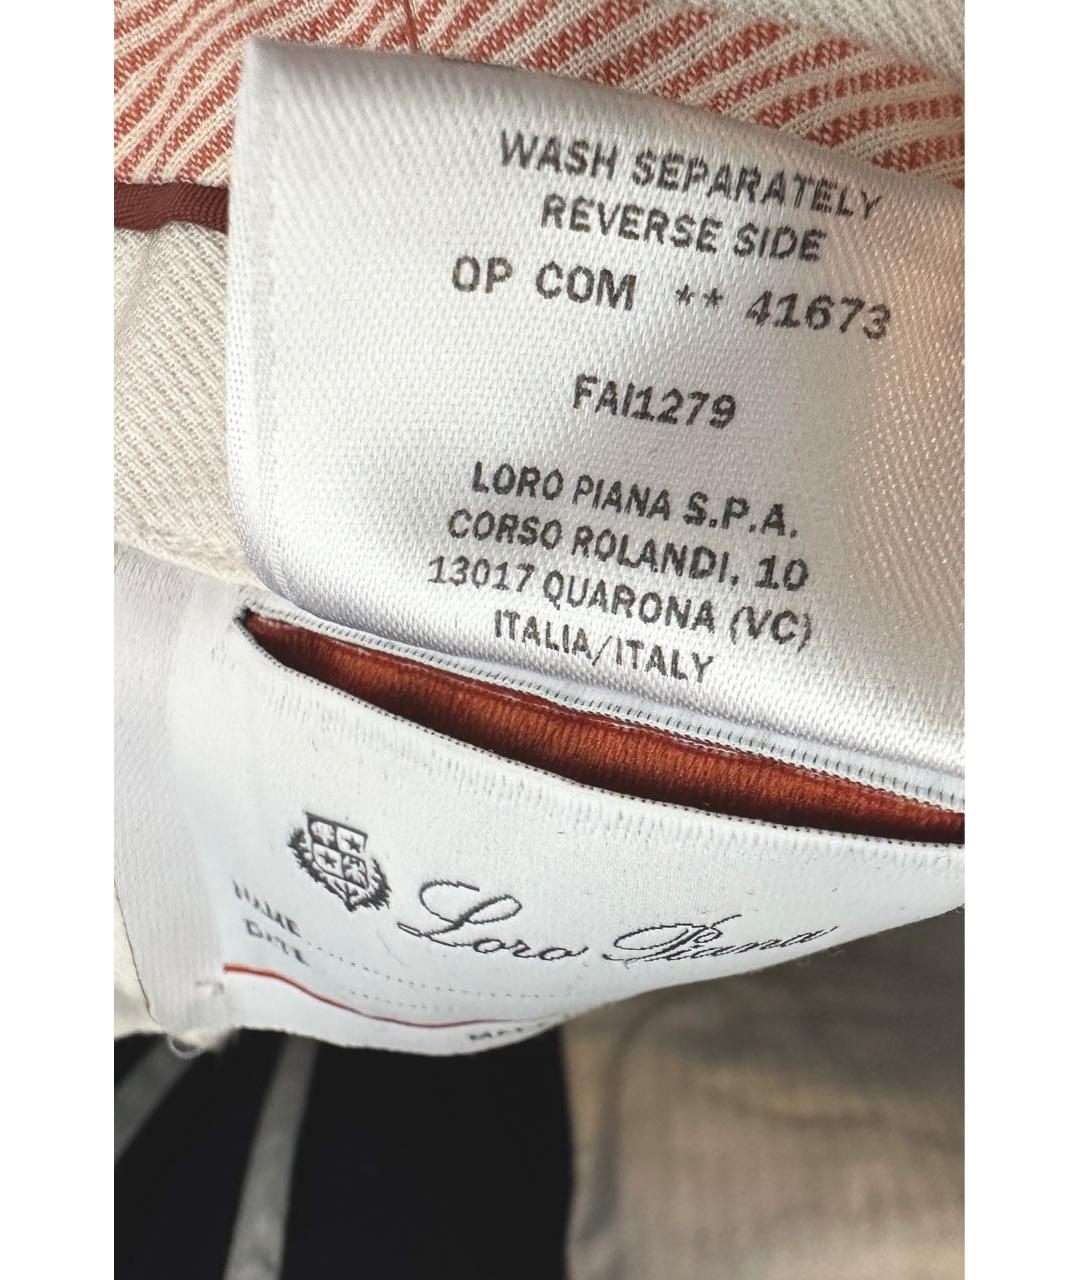 WASH SEPARATELY
REVERSE SIDE
OP COM ** 41673
FAI1279
LORO PIANA S.P.A.
CORSO ROLANDI, 10
13017 QUARONA (VC)
ITALIA/ITALY
Loro Piana
NAME
DATE